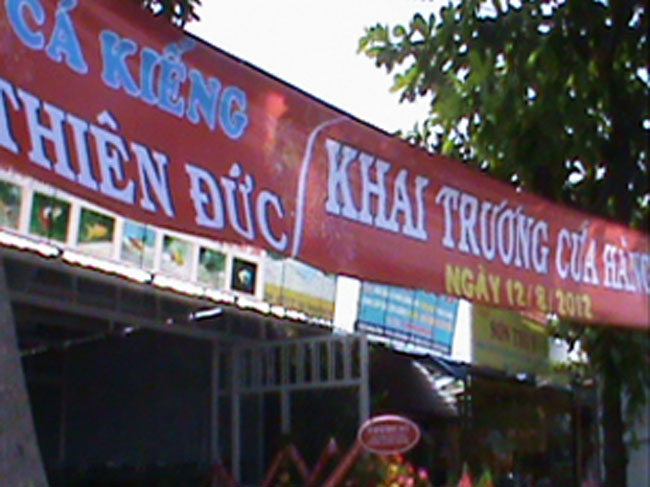 CÁ KIẾNG
THIÊN ĐỨC
KHAI TRƯƠNG CỬA HÀNG
NGÀY 12/8/2012